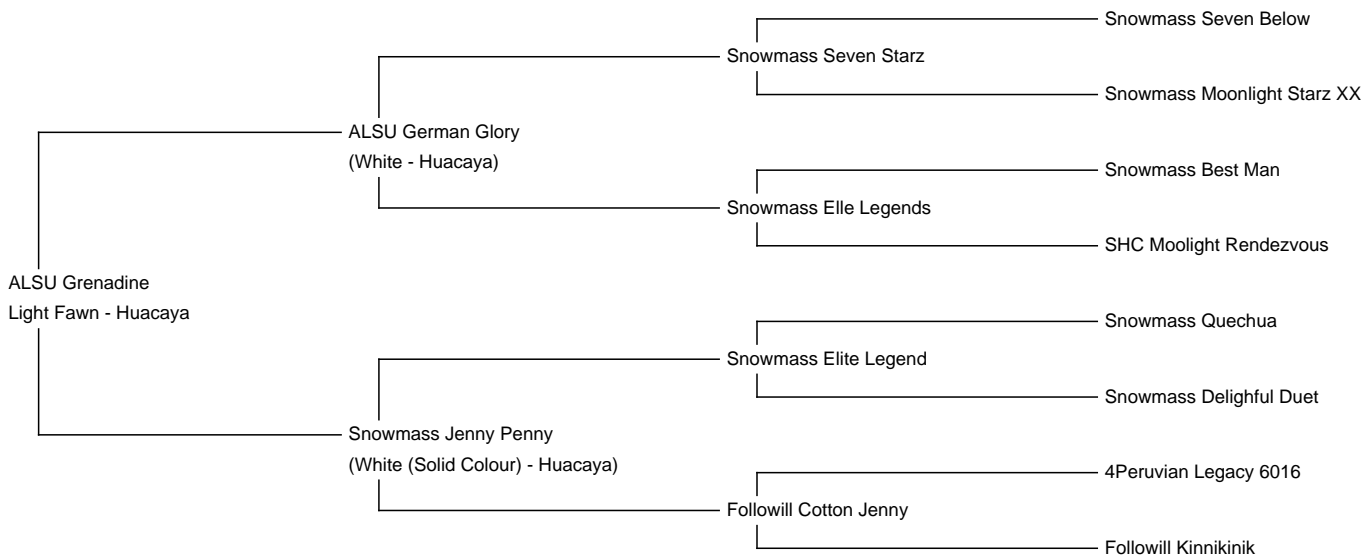 Snowmass Seven Below
Snowmass Seven Starz
Snowmass Moonlight Starz XX
ALSU German Glory
(White - Huacaya)
Snowmass Best Man
Snowmass Elle Legends
SHC Moolight Rendezvous
ALSU Grenadine
Light Fawn - Huacaya
Snowmass Quechua
Snowmass Elite Legend
Snowmass Delighful Duet
Snowmass Jenny Penny
(White (Solid Colour) - Huacaya)
4Peruvian Legacy 6016
Followill Cotton Jenny
Followill Kinnikinik